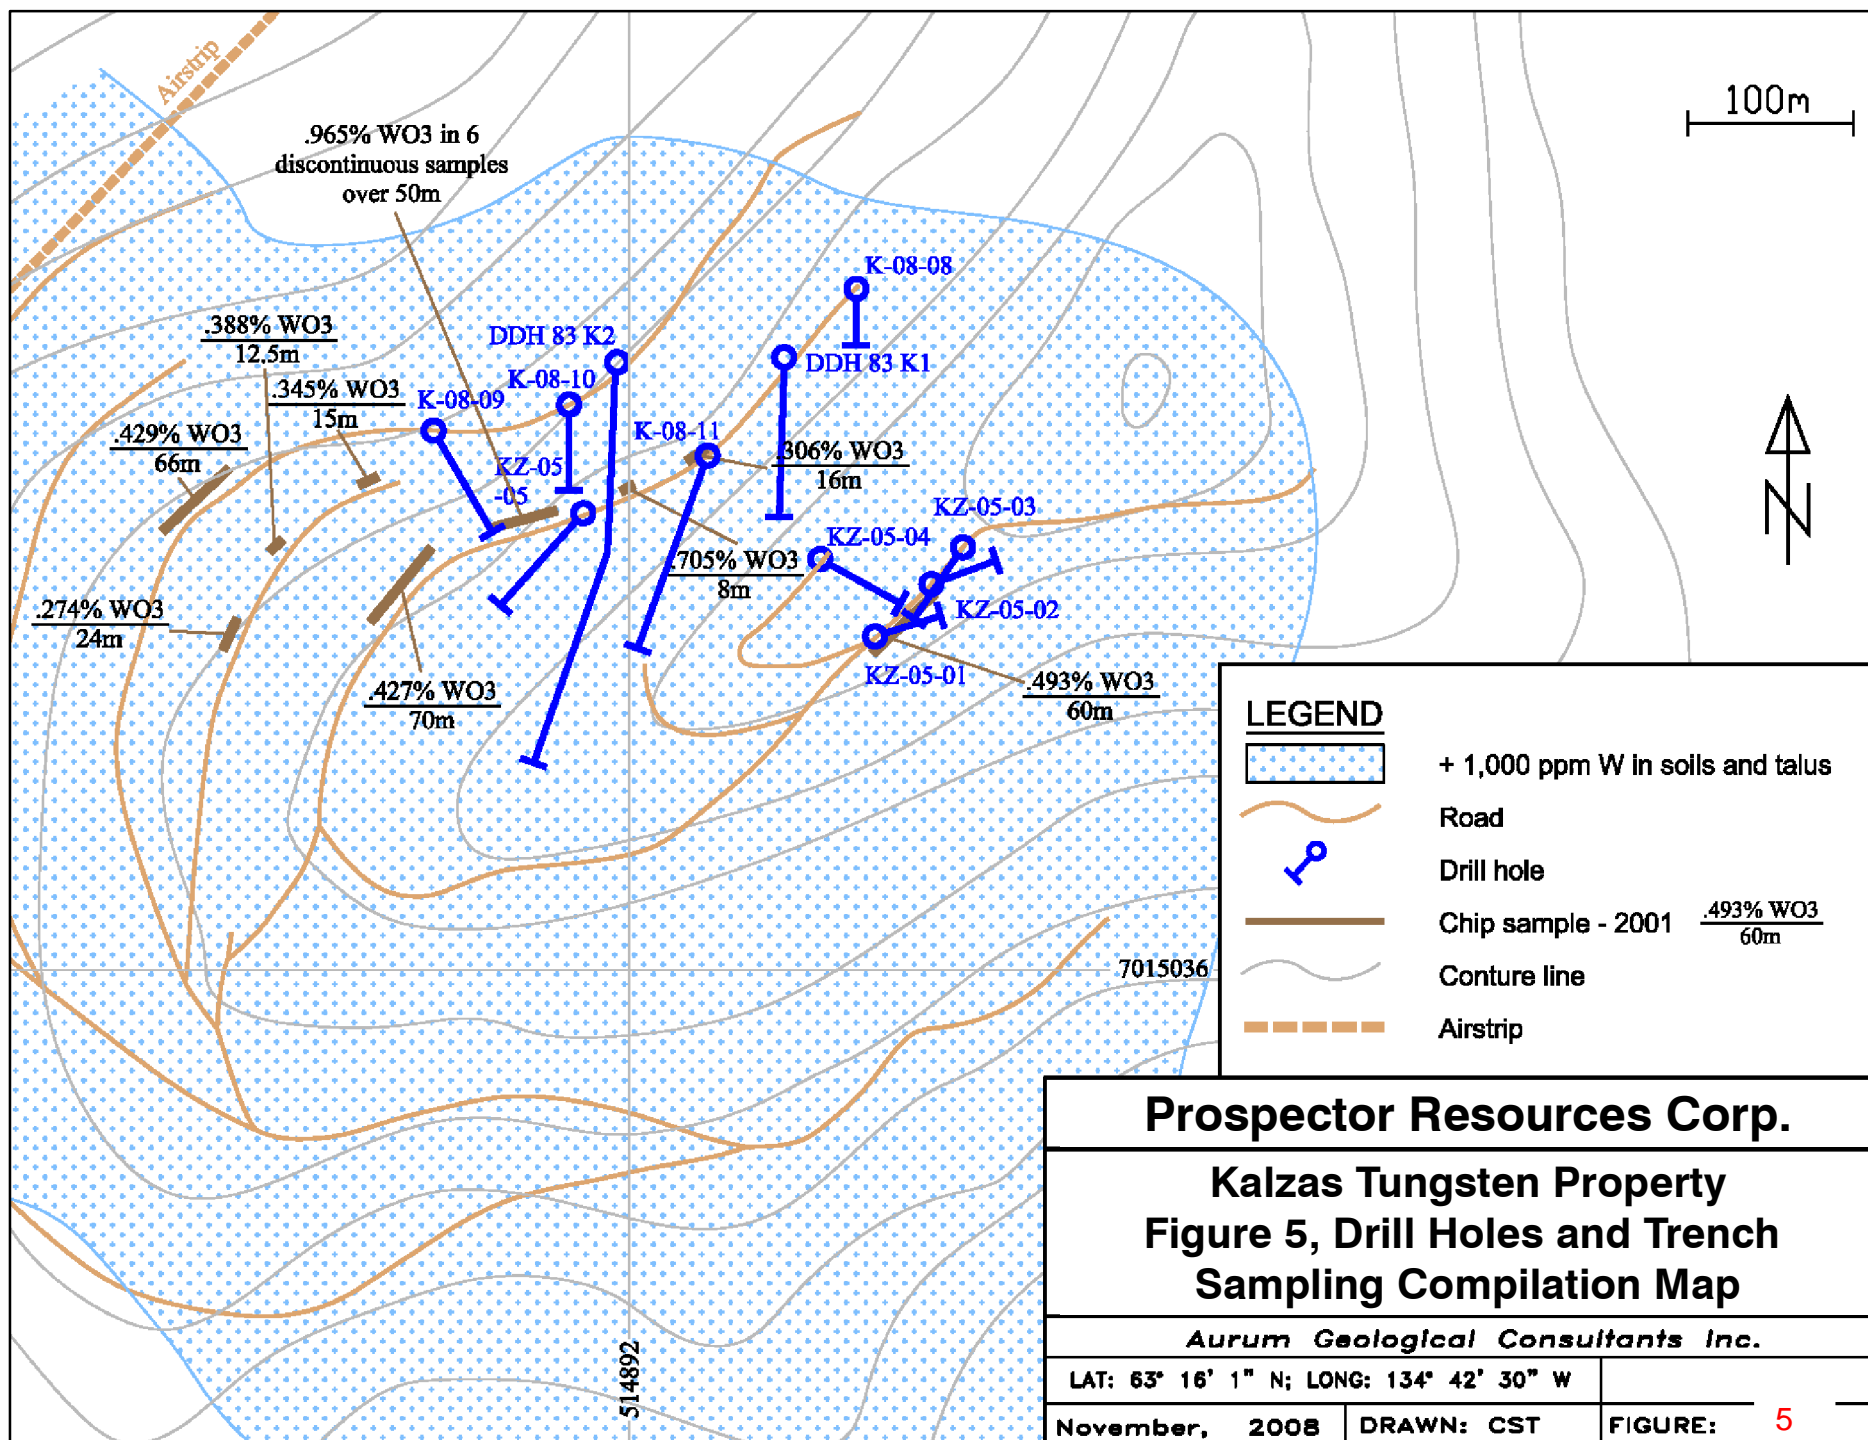 Airstrip
100m
.965% WO3 in 6
discontinuous samples
over 50m
K-08-08
.388% WO3
12.5m
DDH 83 K2
DDH 83 K1
K-08-10
.345% WO3
15m
K-08-09
K-08-11
.429% WO3
66m
.306% WO3
16m
KZ-05
-05
KZ-05-03
KZ-05-04
N
.705% WO3
8m
.274% WO3
24m
KZ-05-02
KZ-05-01
.427% WO3
70m
.493% WO3
60m
LEGEND
+ 1,000 ppm W in soils and talus
Road
Drill hole
Chip sample - 2001 .493% WO3
60m
Conture line
Airstrip
7015036
514892
Prospector Resources Corp.
Kalzas Tungsten Property
Figure 5, Drill Holes and Trench
Sampling Compilation Map
Aurum Geological Consultants Inc.
LAT: 63° 16' 1" N; LONG: 134° 42' 30" W
November, 2008 DRAWN: CST FIGURE: 5